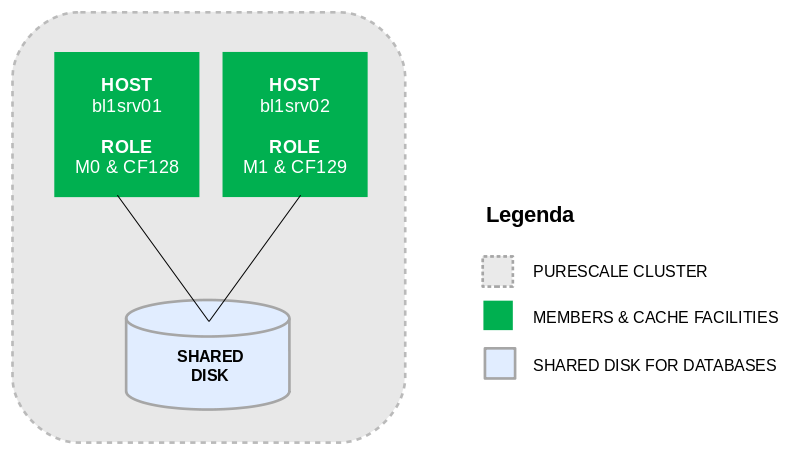 HOST
bl1srv01
ROLE
M0 & CF128
HOST
bl1srv02
ROLE
M1 & CF129
SHARED
DISK
Legenda
PURESCALE CLUSTER
MEMBERS & CACHE FACILITIES
SHARED DISK FOR DATABASES